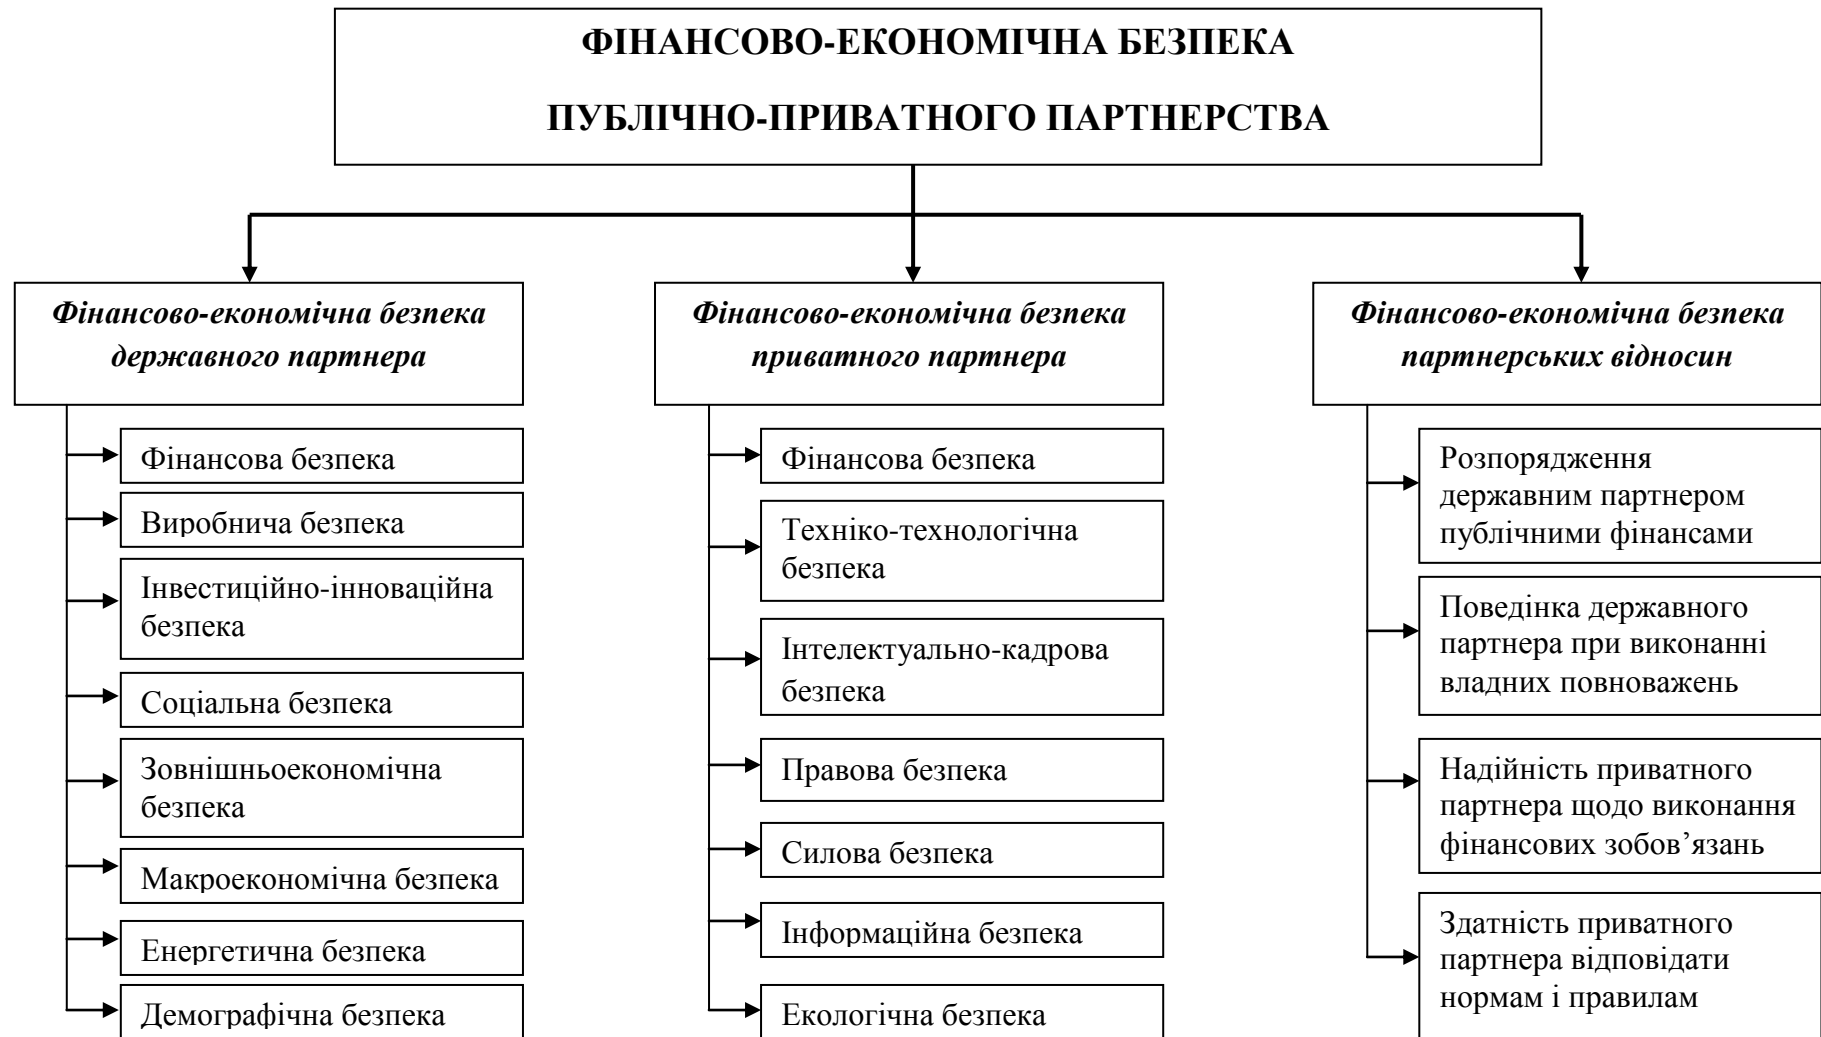 ФІНАНСОВО-ЕКОНОМІЧНА БЕЗПЕКА
ПУБЛІЧНО-ПРИВАТНОГО ПАРТНЕРСТВА
Фінансово-економічна безпека
державного партнера
Фінансова безпека
Виробнича безпека
Інвестиційно-інноваційна
безпека
Соціальна безпека
Зовнішньоекономічна
безпека
Макроекономічна безпека
Енергетична безпека
Демографічна безпека
Фінансово-економічна безпека
приватного партнера
Фінансова безпека
Техніко-технологічна
безпека
Інтелектуально-кадрова
безпека
Правова безпека
Силова безпека
Інформаційна безпека
Екологічна безпека
Фінансово-економічна безпека
партнерських відносин
Розпорядження
державним партнером
публічними фінансами
Поведінка державного
партнера при виконанні
владних повноважень
Надійність приватного
партнера щодо виконання
фінансових зобов’язань
Здатність приватного
партнера відповідати
нормам і правилам